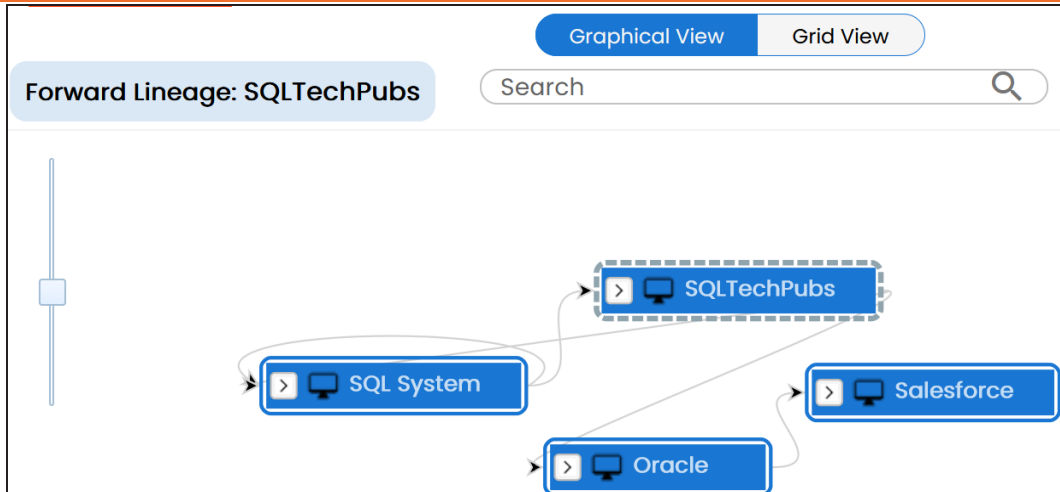 Graphical View
Grid View
Forward Lineage: SQLTechPubs
Search
SQLTechPubs
SQL System
Salesforce
Oracle